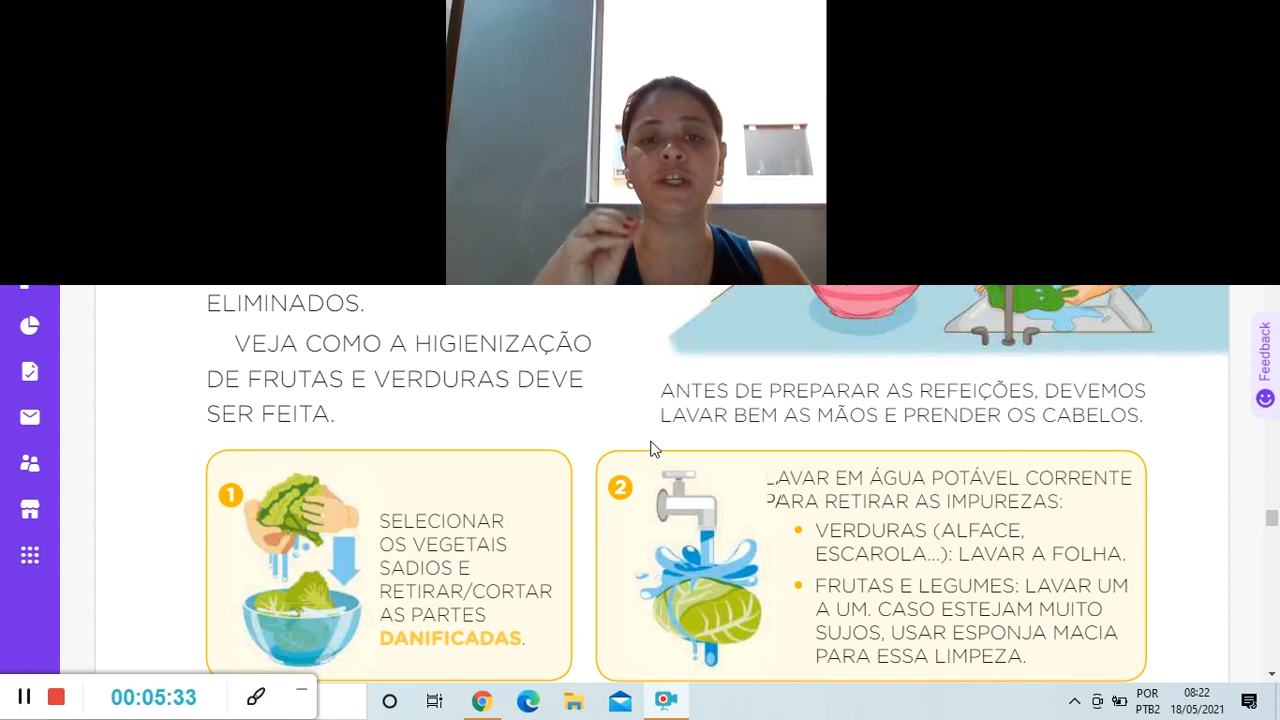 ELIMINADOS.
VEJA COMO A HIGIENIZAÇÃO
DE FRUTAS E VERDURAS DEVE
SER FEITA.
ANTES DE PREPARAR AS REFEIÇÕES, DEVEMOS
LAVAR BEM AS MÃOS E PRENDER OS CABELOS.
1
SELECIONAR
OS VEGETAIS
SADIOS E
RETIRAR/CORTAR
AS PARTES
DANIFICADAS.
2
LAVAR EM ÁGUA POTÁVEL CORRENTE
PARA RETIRAR AS IMPUREZAS:
• VERDURAS (ALFACE,
ESCAROLA...): LAVAR A FOLHA.
• FRUTAS E LEGUMES: LAVAR UM
A UM. CASO ESTEJAM MUITO
SUJOS, USAR ESPONJA MACIA
PARA ESSA LIMPEZA.
Feedback
00:05:33
POR
PTB2
08:22
18/05/2021